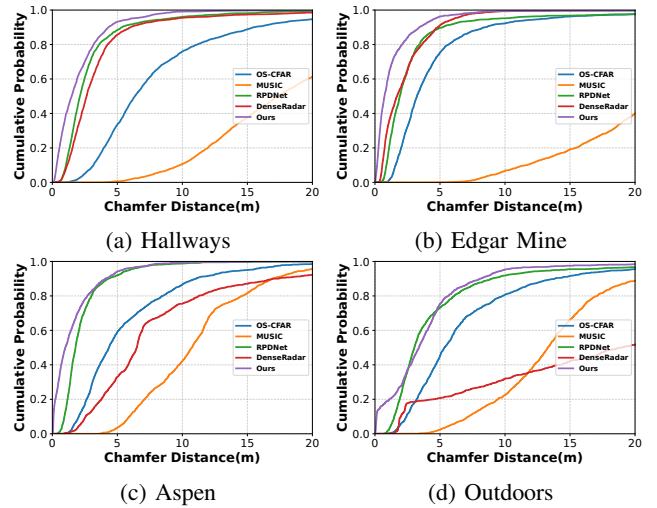 Cumulative Probability
1.0
0.8
0.6
0.4
0.2
0.0
OS-CFAR
MUSIC
RPDNet
DenseRadar
Ours
0 5 10 15 20
Chamfer Distance(m)
(a) Hallways
Cumulative Probability
1.0
0.8
0.6
0.4
0.2
0.0
OS-CFAR
MUSIC
RPDNet
DenseRadar
Ours
0 5 10 15 20
Chamfer Distance(m)
(b) Edgar Mine
Cumulative Probability
1.0
0.8
0.6
0.4
0.2
0.0
OS-CFAR
MUSIC
RPDNet
DenseRadar
Ours
0 5 10 15 20
Chamfer Distance(m)
(c) Aspen
Cumulative Probability
1.0
0.8
0.6
0.4
0.2
0.0
OS-CFAR
MUSIC
RPDNet
DenseRadar
Ours
0 5 10 15 20
Chamfer Distance(m)
(d) Outdoors